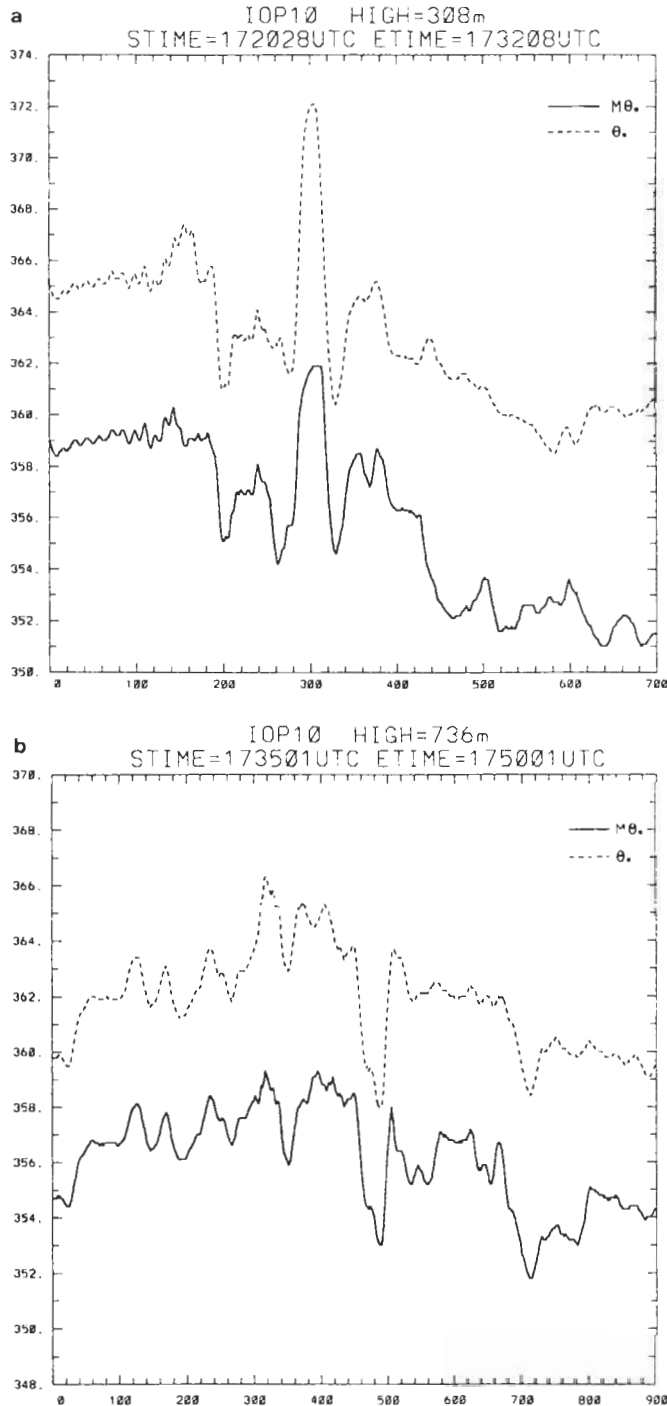 a
IOP10 HIGH=308m
STIME=172028UTC ETIME=173208UTC
374.
372.
370.
368.
366.
364.
362.
360.
358.
356.
354.
352.
350.
Mθ.
θ.
0 100 200 300 400 500 600 700
b
IOP10 HIGH=736m
STIME=173501UTC ETIME=175001UTC
370.
368.
366.
364.
362.
360.
358.
356.
354.
352.
350.
348.
Mθ.
θ.
0 100 200 300 400 500 600 700 800 900